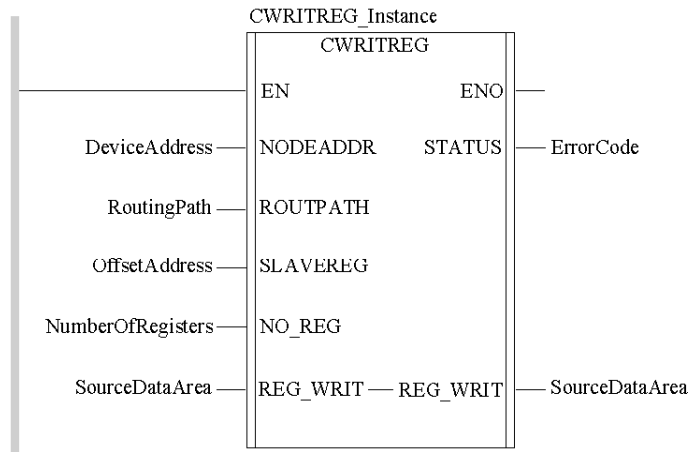 CWRITREG_Instance
CWRITREG
EN ENO
DeviceAddress NODEADDR STATUS ErrorCode
RoutingPath ROUTPATH
OffsetAddress SLAVEREG
NumberOfRegisters NO_REG
SourceDataArea REG_WRIT REG_WRIT SourceDataArea